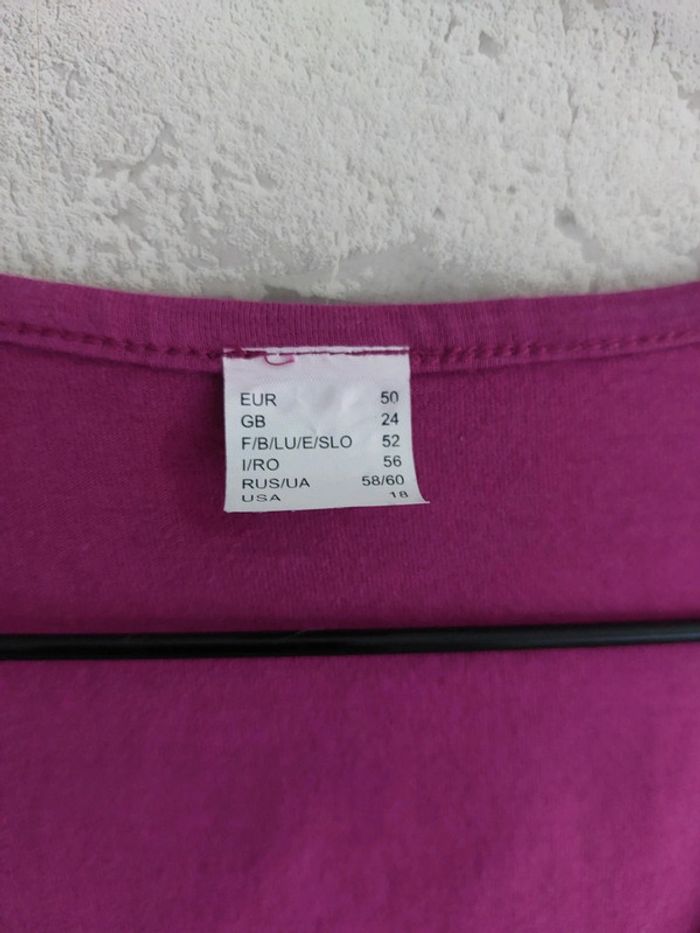 EUR 50
GB 24
F/B/LU/E/SLO 52
I/RO 56
RUS/UA 58/60
USA 18